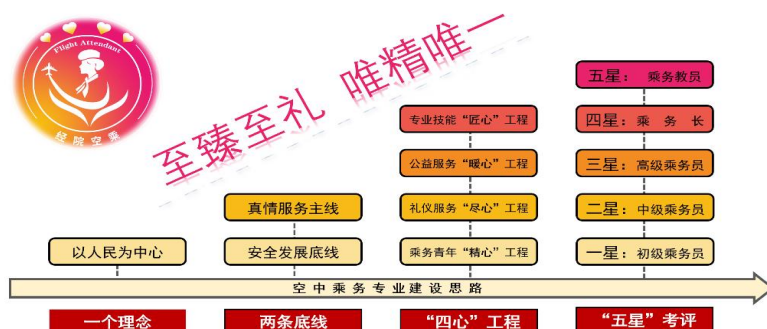 Flight Attendant
经院空乘
至臻至礼 唯精唯一
五星：乘务教员
专业技能“匠心”工程
四星：乘务长
公益服务“暖心”工程
三星：高级乘务员
真情服务主线
礼仪服务“尽心”工程
二星：中级乘务员
以人民为中心
安全发展底线
乘务青年“精心”工程
一星：初级乘务员
空中乘务专业建设思路
一个理念
两条底线
“四心”工程
“五星”考评